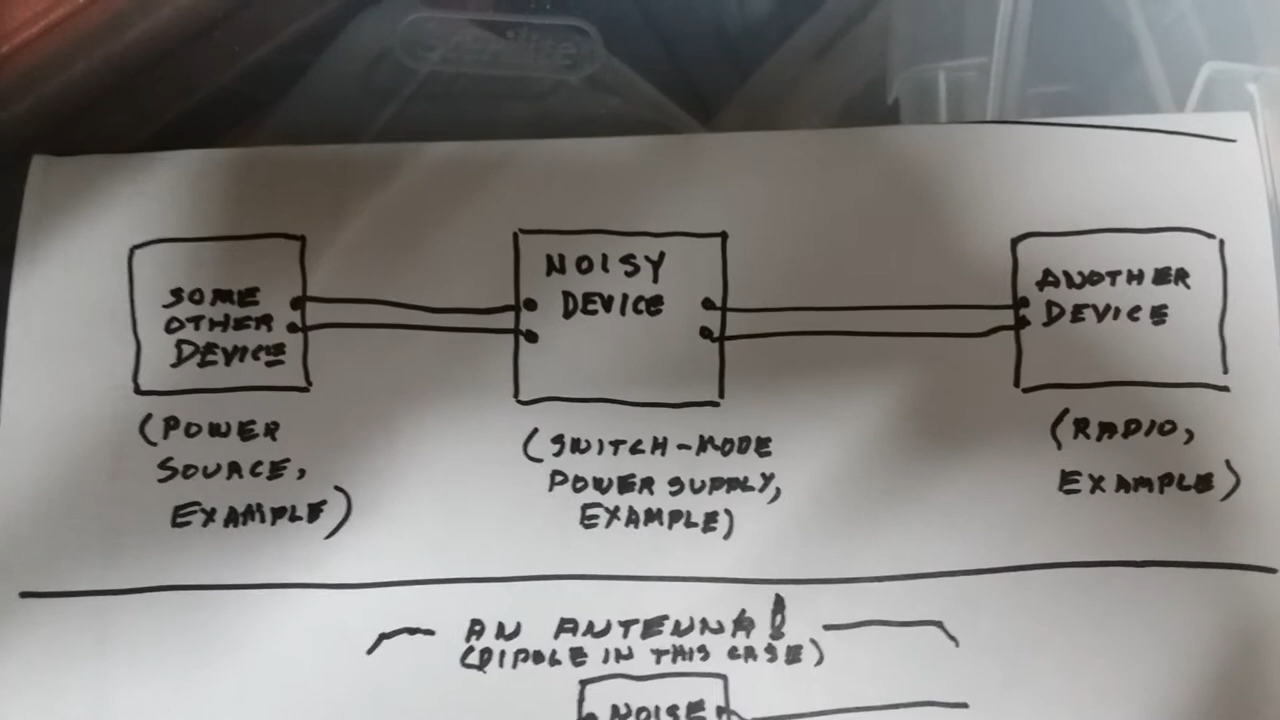 Sterilite
SOME
OTHER
DEVICE
NOISY
DEVICE
ANOTHER
DEVICE
(POWER
SOURCE,
EXAMPLE)
(SWITCH-MODE
POWER SUPPLY,
EXAMPLE)
(RADIO,
EXAMPLE)
AN ANTENNA!
(DIPOLE IN THIS CASE)
NOISE